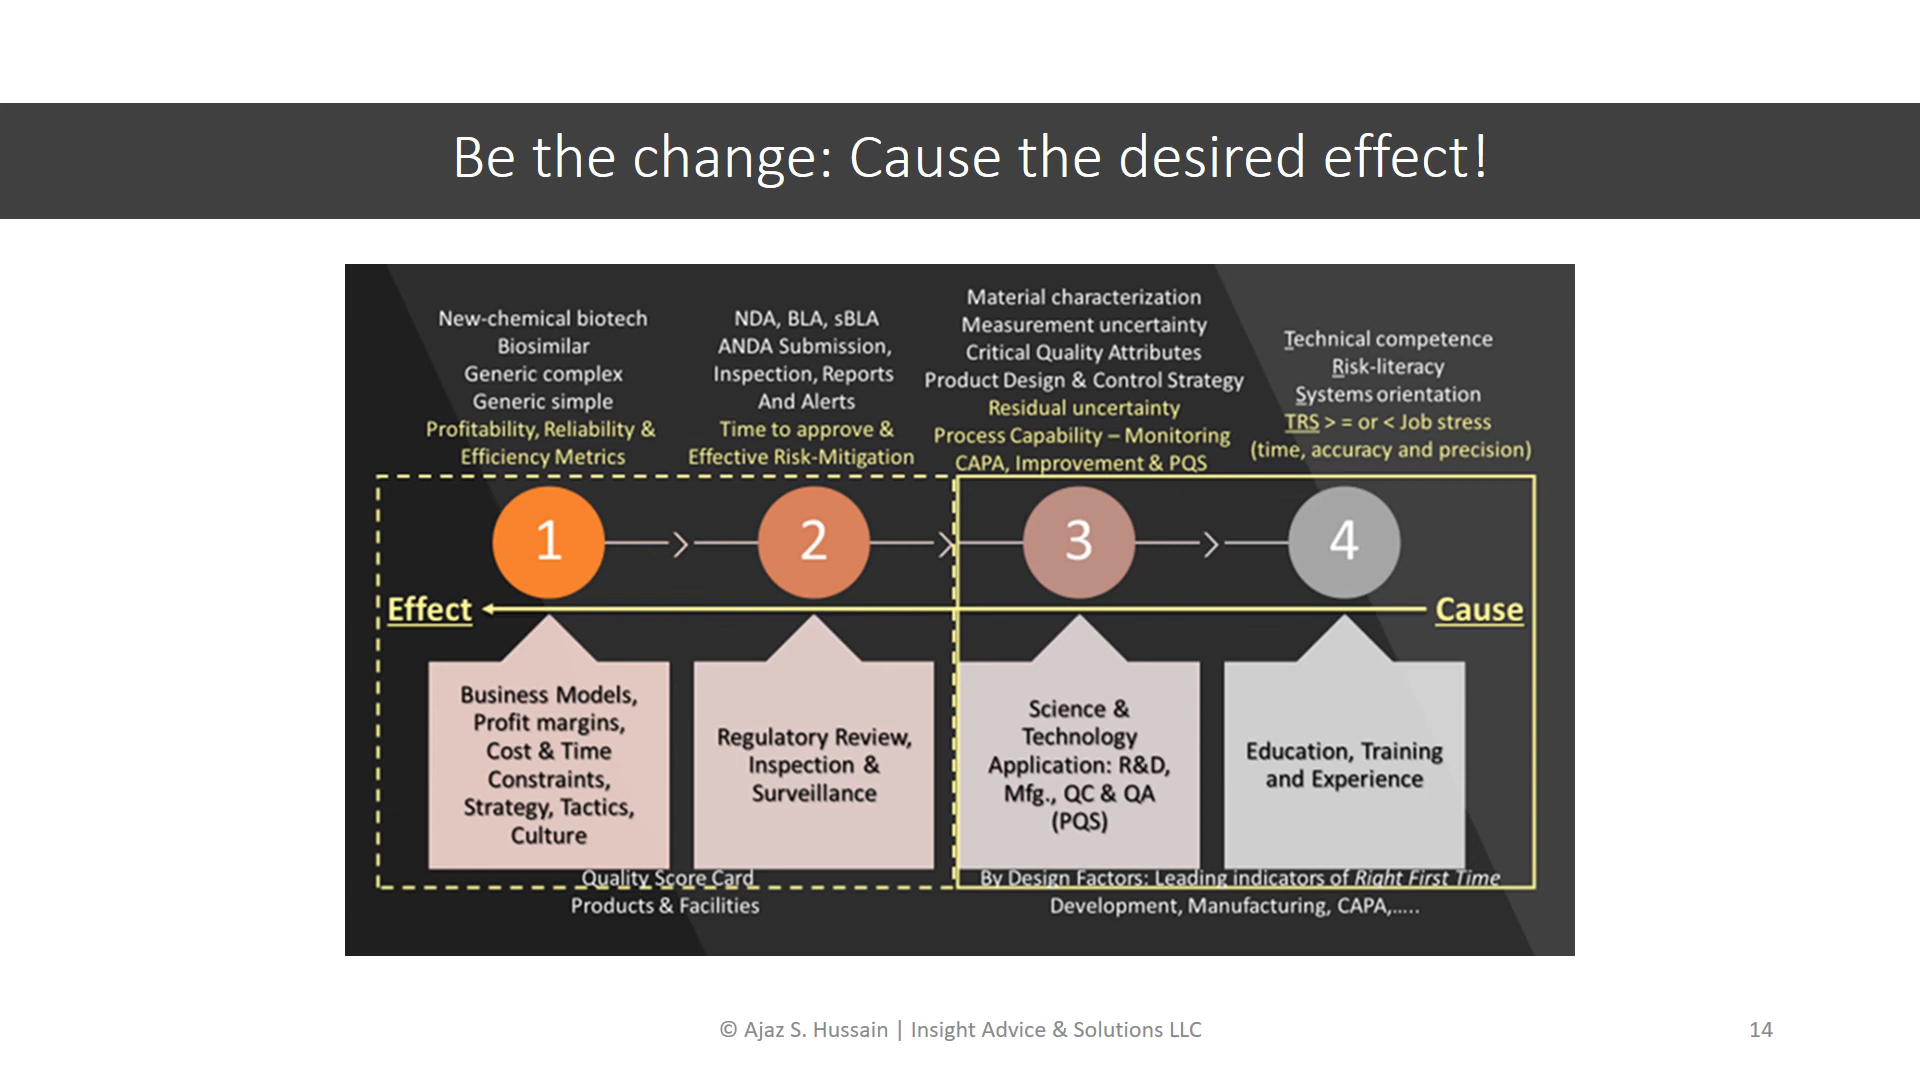 Be the change: Cause the desired effect!
New-chemical biotech
Biosimilar
Generic complex
Generic simple
Profitability, Reliability &
Efficiency Metrics
NDA, BLA, sBLA
ANDA Submission,
Inspection, Reports
And Alerts
Time to approve &
Effective Risk-Mitigation
Material characterization
Measurement uncertainty
Critical Quality Attributes
Product Design & Control Strategy
Residual uncertainty
Process Capability – Monitoring
CAPA, Improvement & PQS
Technical competence
Risk-literacy
Systems orientation
TRS > = or < Job stress
(time, accuracy and precision)
1
2
3
4
Effect
Cause
Business Models,
Profit margins,
Cost & Time
Constraints,
Strategy, Tactics,
Culture
Regulatory Review,
Inspection &
Surveillance
Science &
Technology
Application: R&D,
Mfg., QC & QA
(PQS)
Education, Training
and Experience
Quality Score Card
Products & Facilities
By Design Factors: Leading indicators of Right First Time
Development, Manufacturing, CAPA,.....
© Ajaz S. Hussain | Insight Advice & Solutions LLC
14